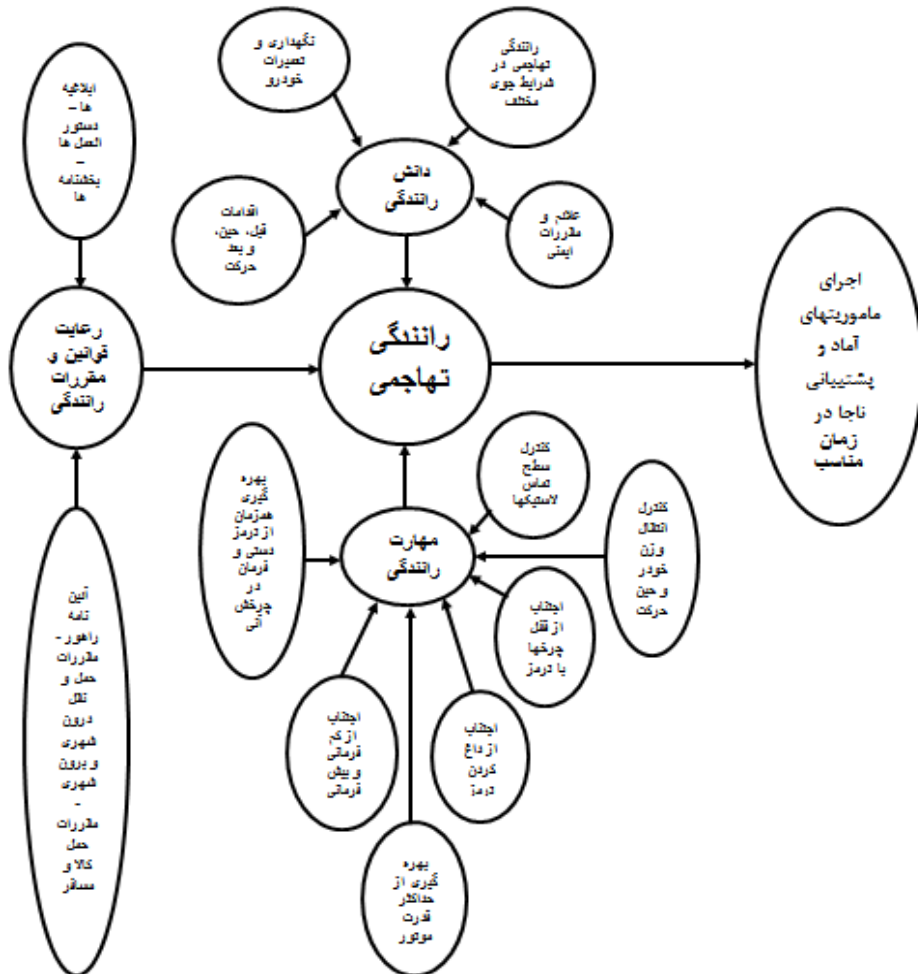 نگهداری و
تعمیرات
خودرو
رانندگی
تهاجمی در
شرایط جوی
مختلف
ابلاغیه
ها –
دستور
العمل ها
–
بخشنامه
ها
دانش
رانندگی
اقدامات
قبل، حین،
و بعد
حرکت
علائم و
مقررات
ایمنی
رعایت
قوانین و
مقررات
رانندگی
رانندگی
تهاجمی
اجرای
ماموریتهای
آماد و
پشتیبانی
ناجا در
زمان
مناسب
کنترل
سطح
تماس
لاستیکها
بهره
گیری
همزمان
از ترمز
دستی و
فرمان
در
چرخش
آنی
مهارت
رانندگی
کنترل
انتقال
وزن
خودر
و حین
حرکت
اجتناب
از قفل
چرخها
با ترمز
آئین
نامه
راهور -
مقررات
حمل و
نقل
درون
شهری
و برون
شهری
-
مقررات
حمل
کالا و
مسافر
اجتناب
از کم
فرمانی
و بیش
فرمانی
اجتناب
از داغ
کردن
ترمز
بهره
گیری از
حداکثر
قدرت
موتور